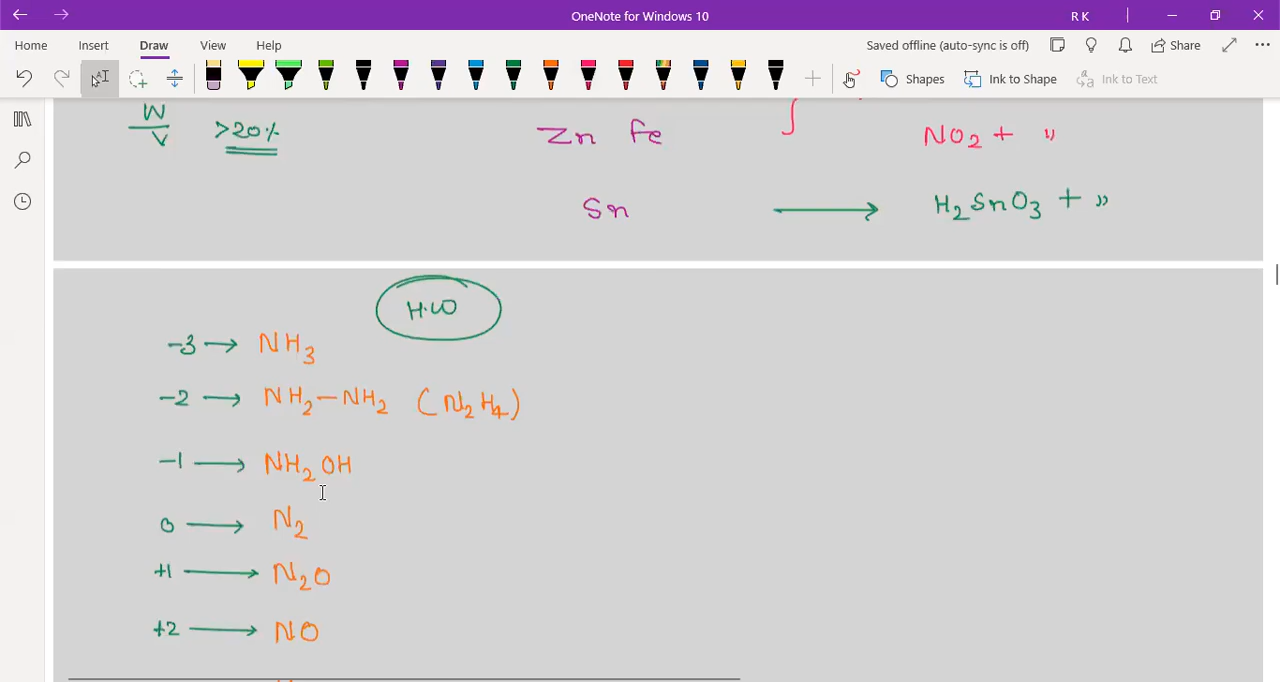 OneNote for Windows 10
R K
Home Insert Draw View Help
Saved offline (auto-sync is off)
Share
Shapes
Ink to Shape
Ink to Text
W
V
>20%
Zn Fe
NO2 + "
Sn → H2SnO3 + "
H.W
-3 → NH3
-2 → NH2-NH2 (N2H4)
-1 → NH2OH
0 → N2
+1 → N2O
+2 → NO